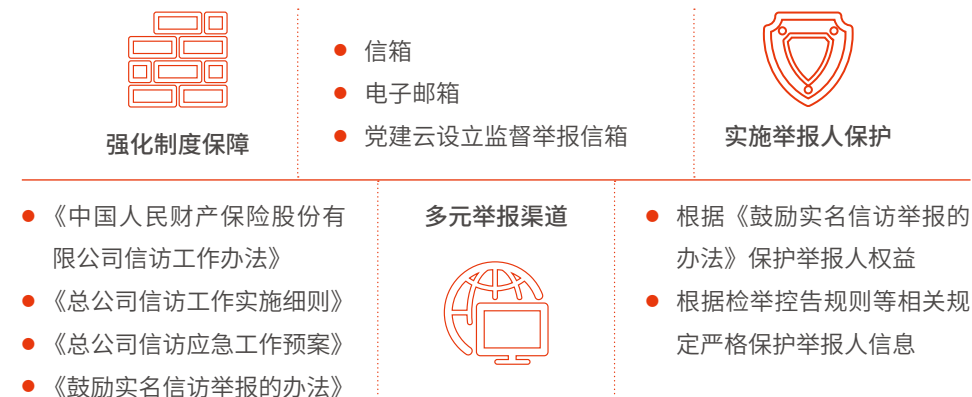 强化制度保障
《中国人民财产保险股份有
限公司信访工作办法》
《总公司信访工作实施细则》
《总公司信访应急工作预案》
《鼓励实名信访举报的办法》
信箱
电子邮箱
党建云设立监督举报信箱
多元举报渠道
实施举报人保护
根据《鼓励实名信访举报的
办法》保护举报人权益
根据检举控告规则等相关规
定严格保护举报人信息